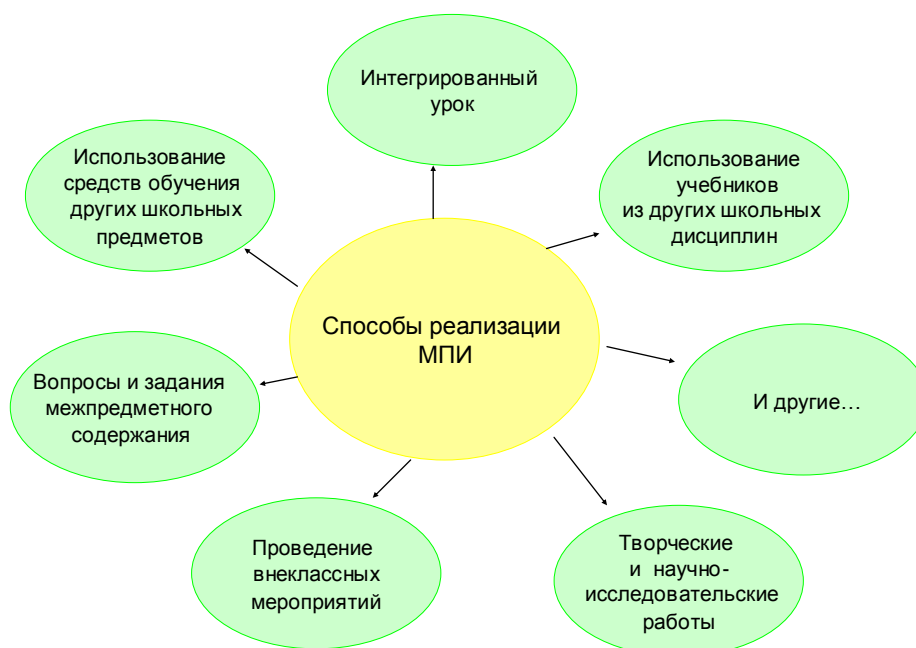 Интегрированный
урок
Использование
средств обучения
других школьных
предметов
Использование
учебников
из других школьных
дисциплин
Способы реализации
МПИ
Вопросы и задания
межпредметного
содержания
И другие…
Проведение
внеклассных
мероприятий
Творческие
и научно-
исследовательские
работы